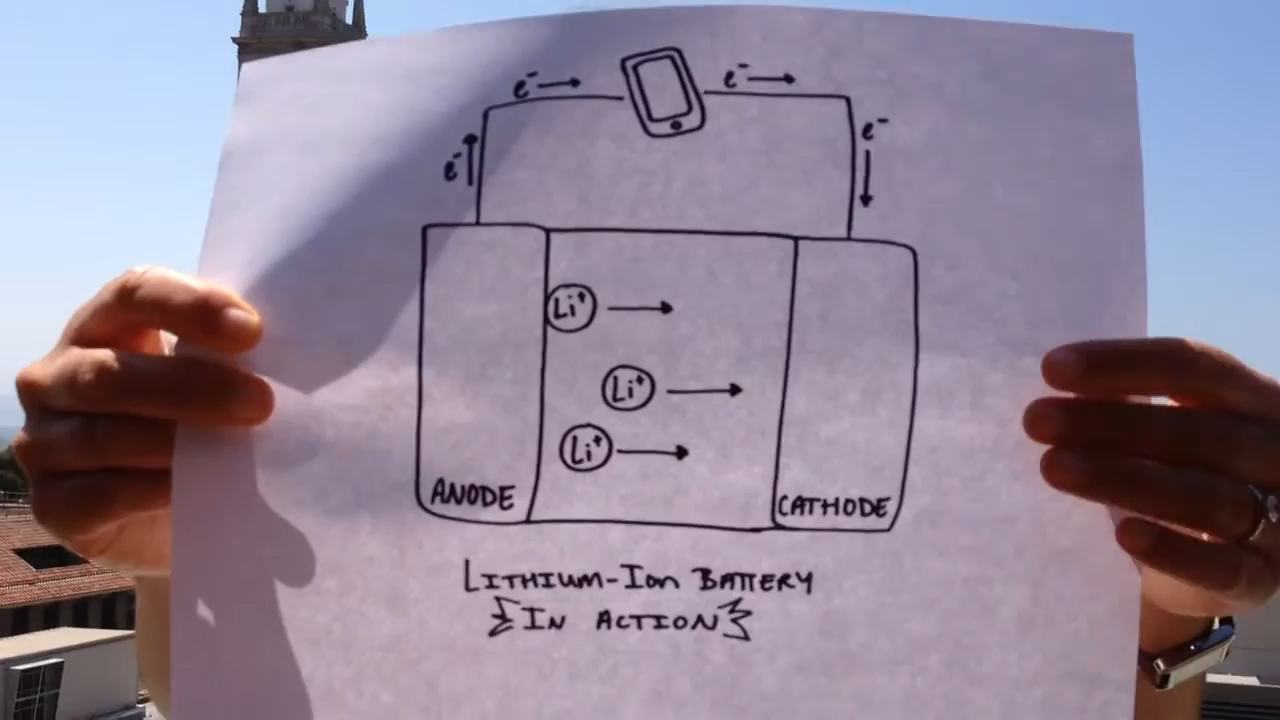 e⁻ → e⁻ →
e⁻ ↑ e⁻ ↓
Li⁺ →
Li⁺ →
Li⁺ →
ANODE CATHODE
LITHIUM-ION BATTERY
IN ACTION